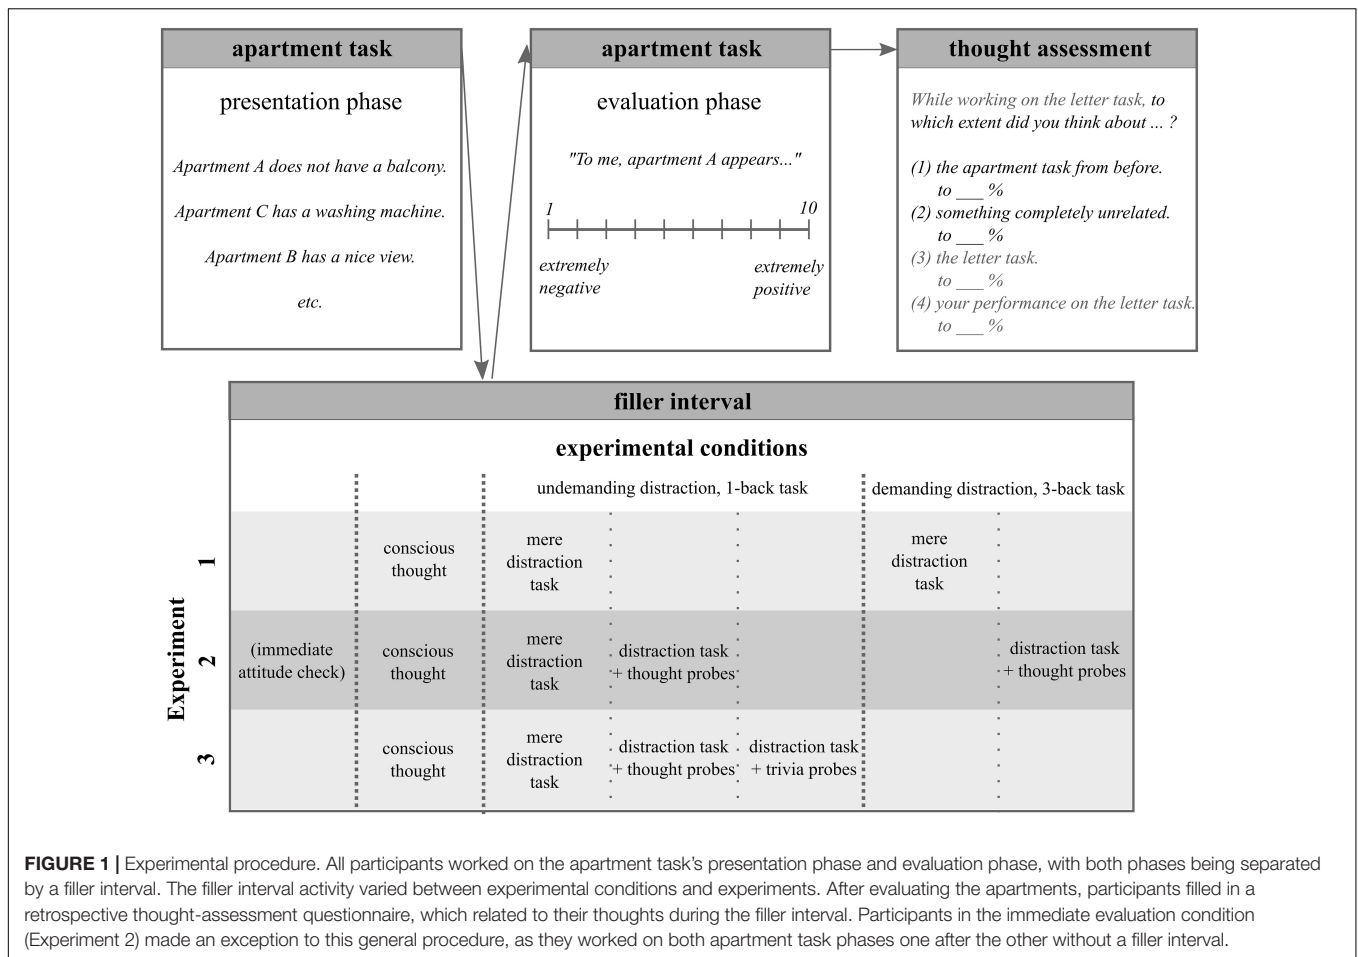 apartment task
presentation phase
Apartment A does not have a balcony.
Apartment C has a washing machine.
Apartment B has a nice view.
etc.
apartment task
evaluation phase
"To me, apartment A appears..."
1 10
extremely extremely
negative positive
thought assessment
While working on the letter task, to
which extent did you think about ... ?
(1) the apartment task from before.
to ___ %
(2) something completely unrelated.
to ___ %
(3) the letter task.
to ___ %
(4) your performance on the letter task.
to ___ %
filler interval
experimental conditions
undemanding distraction, 1-back task
demanding distraction, 3-back task
Experiment
1
conscious
thought
mere
distraction
task
mere
distraction
task
2
(immediate
attitude check)
conscious
thought
mere
distraction
task
distraction task
+ thought probes
distraction task
+ thought probes
3
conscious
thought
mere
distraction
task
distraction task
+ thought probes
distraction task
+ trivia probes
FIGURE 1 | Experimental procedure. All participants worked on the apartment task's presentation phase and evaluation phase, with both phases being separated
by a filler interval. The filler interval activity varied between experimental conditions and experiments. After evaluating the apartments, participants filled in a
retrospective thought-assessment questionnaire, which related to their thoughts during the filler interval. Participants in the immediate evaluation condition
(Experiment 2) made an exception to this general procedure, as they worked on both apartment task phases one after the other without a filler interval.